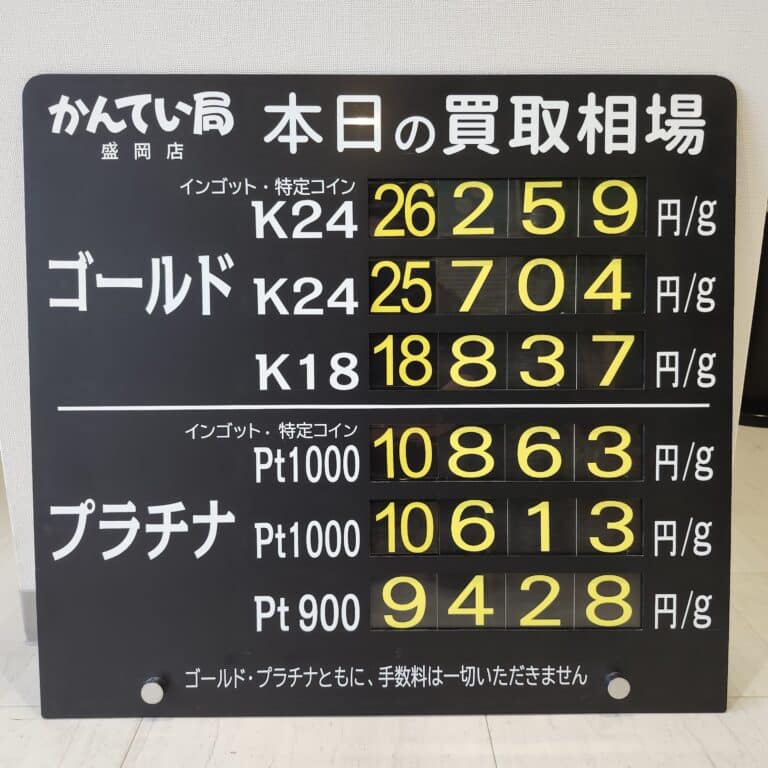 かんてい局 本日の買取相場
盛岡店
インゴット・特定コイン
K24 26259 円/g
ゴールド K24 25704 円/g
K18 18837 円/g
インゴット・特定コイン
Pt1000 10863 円/g
プラチナ Pt1000 10613 円/g
Pt 900 9428 円/g
ゴールド・プラチナともに、手数料は一切いただきません